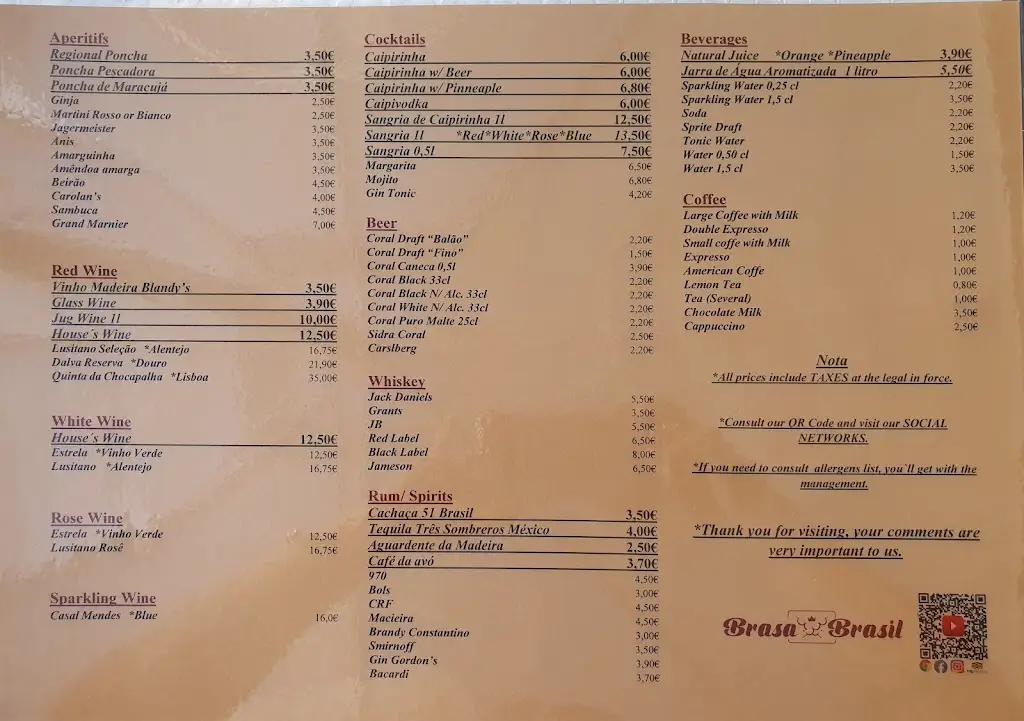 Aperitifs
Regional Poncha 3,50€
Poncha Pescadora 3,50€
Poncha de Maracujá 3,50€
Ginja 2,50€
Martini Rosso or Bianco 2,50€
Jagermeister 3,50€
Anis 3,50€
Amarguinha 3,50€
Amêndoa amarga 3,50€
Beirão 4,50€
Carolan's 4,00€
Sambuca 4,50€
Grand Marnier 7,00€
Red Wine
Vinho Madeira Blandy's 3,50€
Glass Wine 3,90€
Jug Wine 1l 10,00€
House´s Wine 12,50€
Lusitano Seleção *Alentejo 16,75€
Dalva Reserva *Douro 21,90€
Quinta da Chocapalha *Lisboa 35,00€
White Wine
House´s Wine 12,50€
Estrela *Vinho Verde 12,50€
Lusitano *Alentejo 16,75€
Rose Wine
Estrela *Vinho Verde 12,50€
Lusitano Rosê 16,75€
Sparkling Wine
Casal Mendes *Blue 16,0€
Cocktails
Caipirinha 6,00€
Caipirinha w/ Beer 6,00€
Caipirinha w/ Pinneaple 6,80€
Caipivodka 6,00€
Sangria de Caipirinha 1l 12,50€
Sangria 1l *Red*White*Rose*Blue 13,50€
Sangria 0,5l 7,50€
Margarita 6,50€
Mojito 6,80€
Gin Tonic 4,20€
Beer
Coral Draft “Balão” 2,20€
Coral Draft “Fino” 1,50€
Coral Caneca 0,5l 3,90€
Coral Black 33cl 2,20€
Coral Black N/ Alc. 33cl 2,20€
Coral White N/ Alc. 33cl 2,20€
Coral Puro Malte 25cl 2,20€
Sidra Coral 2,50€
Carslberg 2,20€
Whiskey
Jack Daniels 5,50€
Grants 3,50€
JB 5,50€
Red Label 6,50€
Black Label 8,00€
Jameson 6,50€
Rum/ Spirits
Cachaça 51 Brasil 3,50€
Tequila Três Sombreros México 4,00€
Aguardente da Madeira 2,50€
Café da avó 3,70€
970 4,50€
Bols 3,00€
CRF 4,50€
Macieira 4,50€
Brandy Constantino 3,00€
Smirnoff 3,50€
Gin Gordon's 3,90€
Bacardi 3,70€
Beverages
Natural Juice *Orange *Pineapple 3,90€
Jarra de Água Aromatizada 1 litro 5,50€
Sparkling Water 0,25 cl 2,20€
Sparkling Water 1,5 cl 3,50€
Soda 2,20€
Sprite Draft 2,20€
Tonic Water 2,20€
Water 0,50 cl 1,50€
Water 1,5 cl 3,50€
Coffee
Large Coffee with Milk 1,20€
Double Expresso 1,20€
Small coffe with Milk 1,00€
Expresso 1,00€
American Coffe 1,00€
Lemon Tea 0,80€
Tea (Several) 1,00€
Chocolate Milk 3,50€
Cappuccino 2,50€
Nota
*All prices include TAXES at the legal in force.
*Consult our QR Code and visit our SOCIAL
NETWORKS.
*If you need to consult allergens list, you`ll get with the
management.
*Thank you for visiting, your comments are
very important to us.
Brasa Brasil